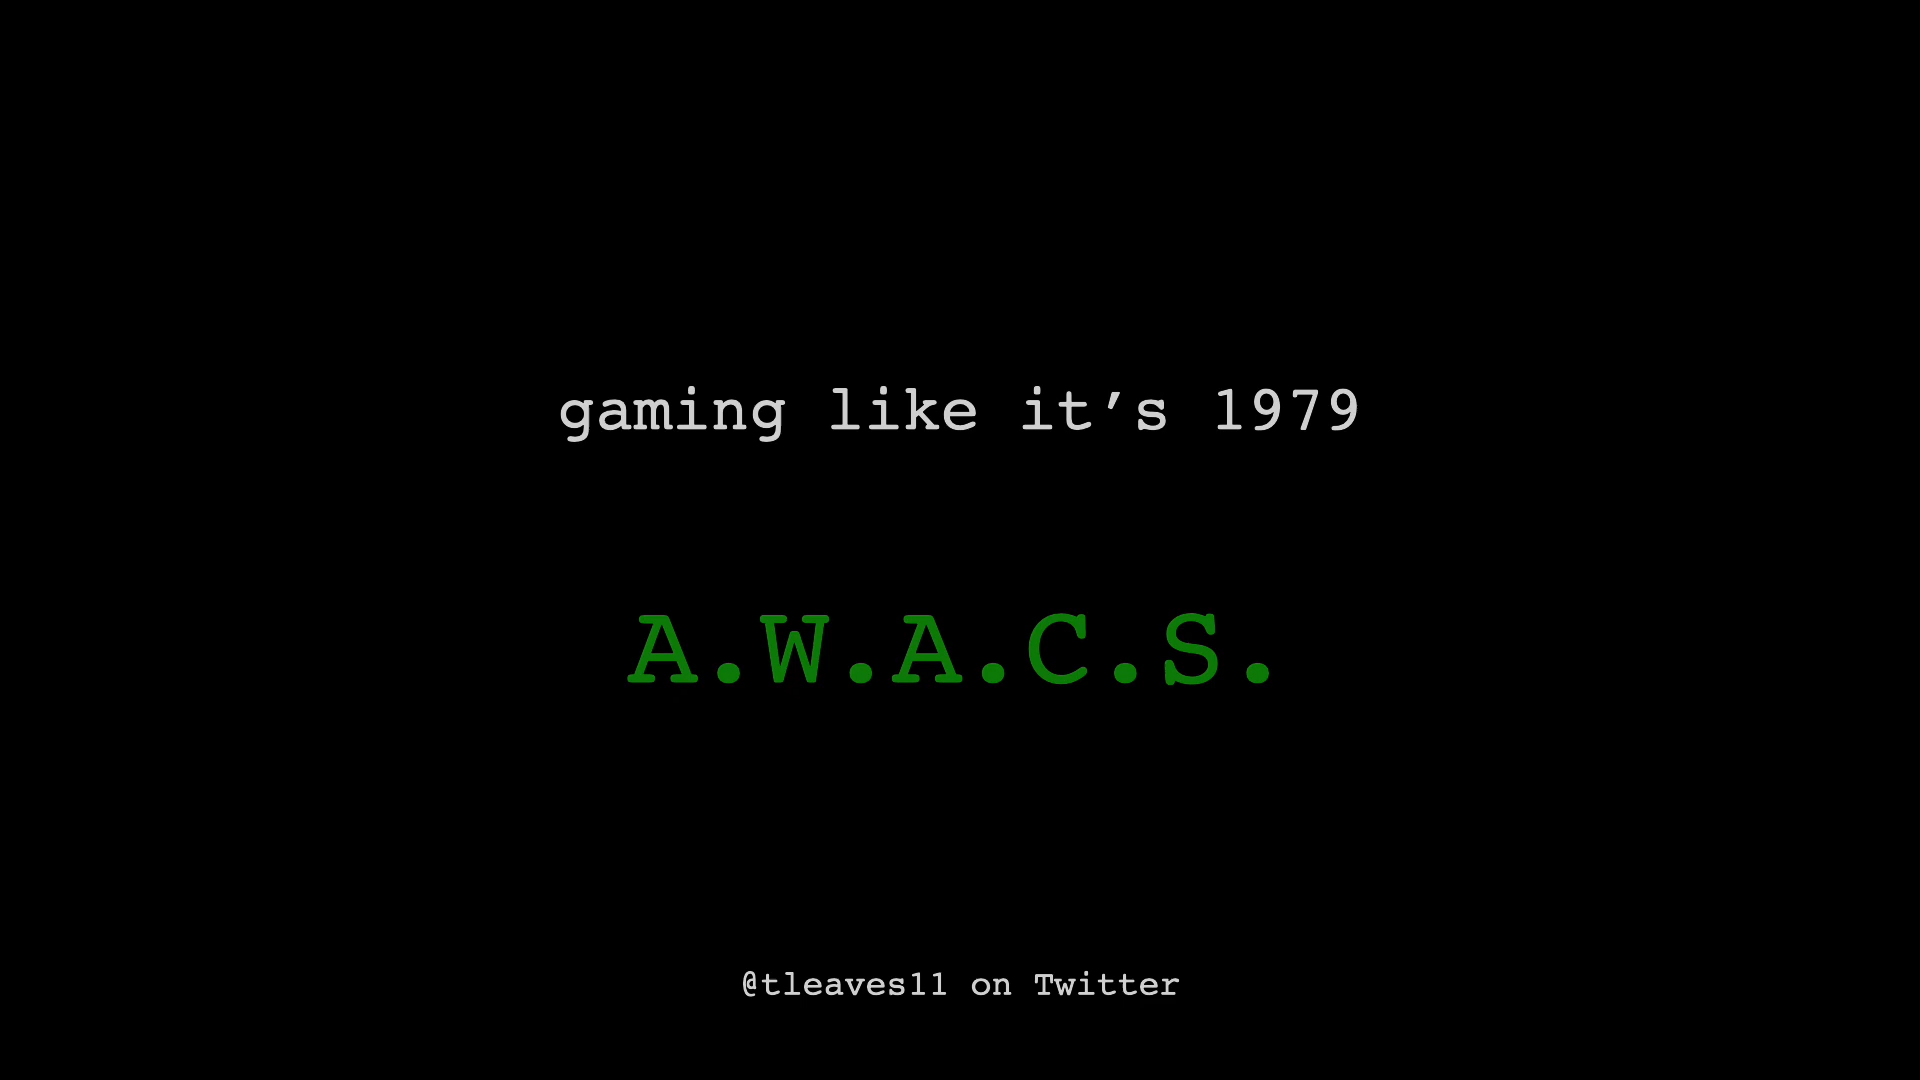 gaming like it’s 1979
A.W.A.C.S.
@tleaves11 on Twitter